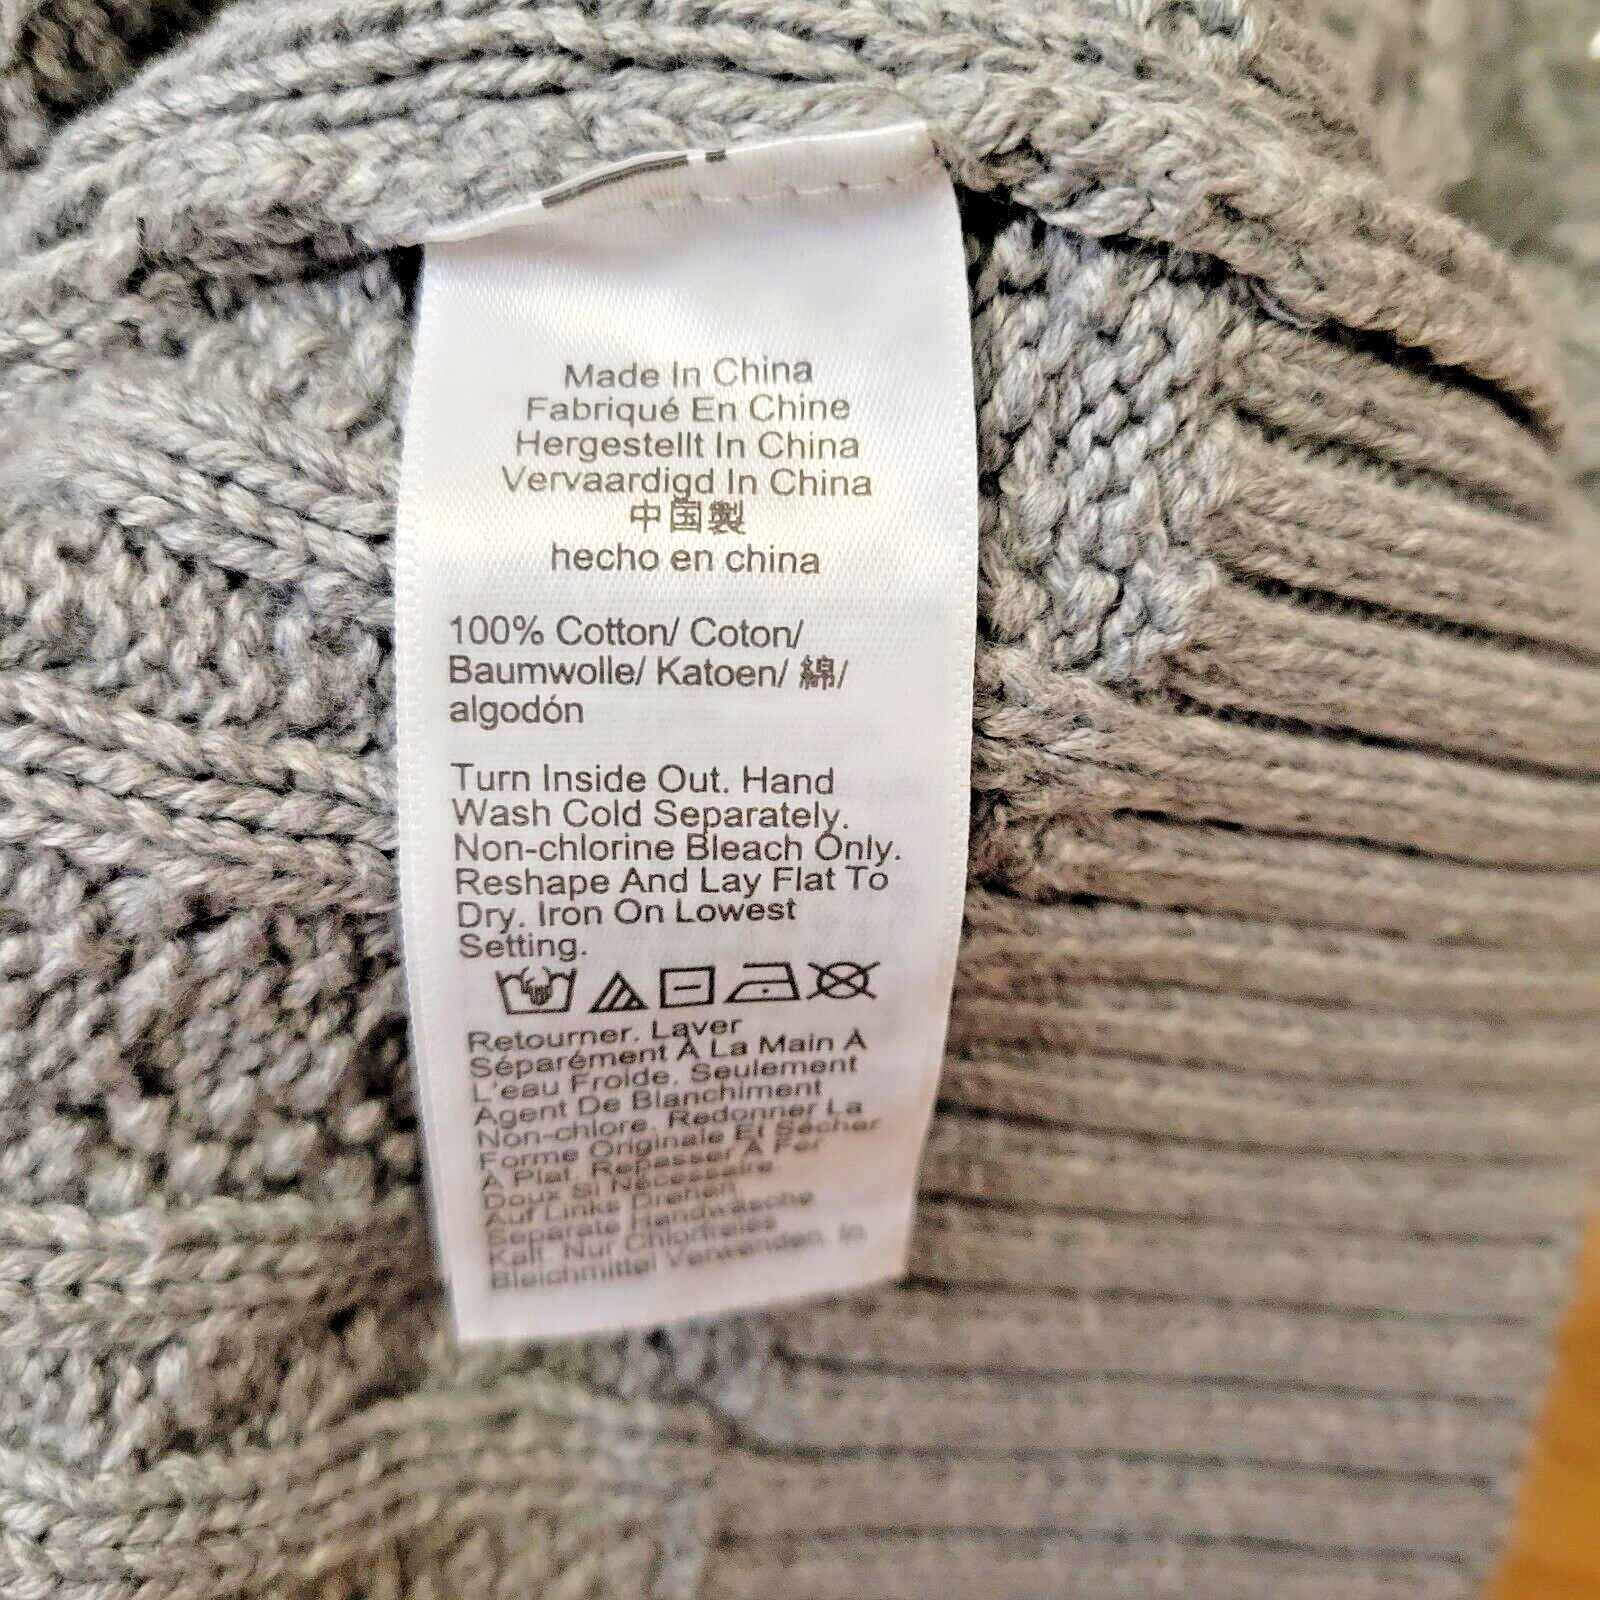 Made In China
Fabriqué En Chine
Hergestellt In China
Vervaardigd In China
中国製
hecho en china
100% Cotton/ Coton/
Baumwolle/ Katoen/ 綿/
algodón
Turn Inside Out. Hand
Wash Cold Separately.
Non-chlorine Bleach Only.
Reshape And Lay Flat To
Dry. Iron On Lowest
Setting.
Retourner. Laver
Séparément À La Main À
L'eau Froide. Seulement
Agent De Blanchiment
Non-chlore. Redonner La
Forme Originale Et Sécher
À Plat. Repasser À Fer
Doux Si Nécessaire.
Auf Links Drehen.
Separate Handwäsche
Kalt. Nur Chlorfreies
Bleichmittel Verwenden. In